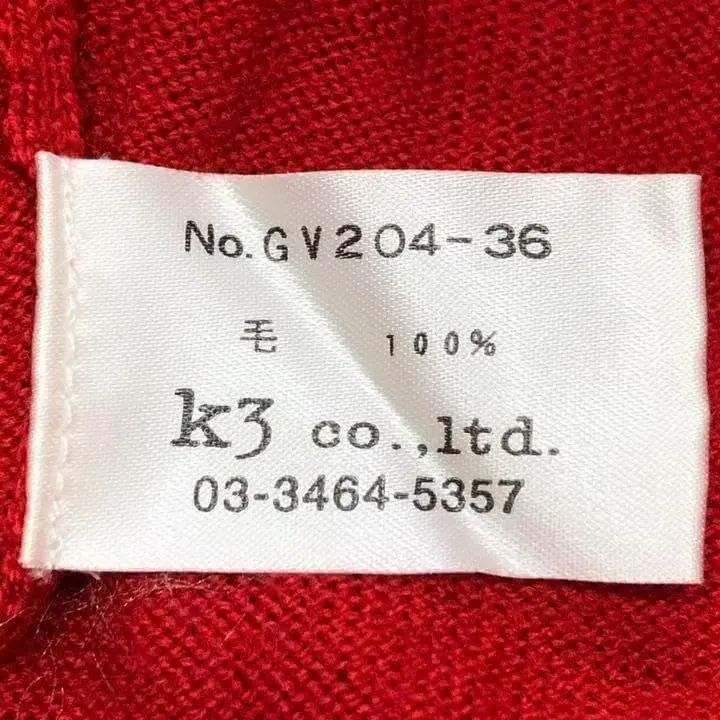 No.GV204-36
毛 100%
k3 co.,ltd.
03-3464-5357